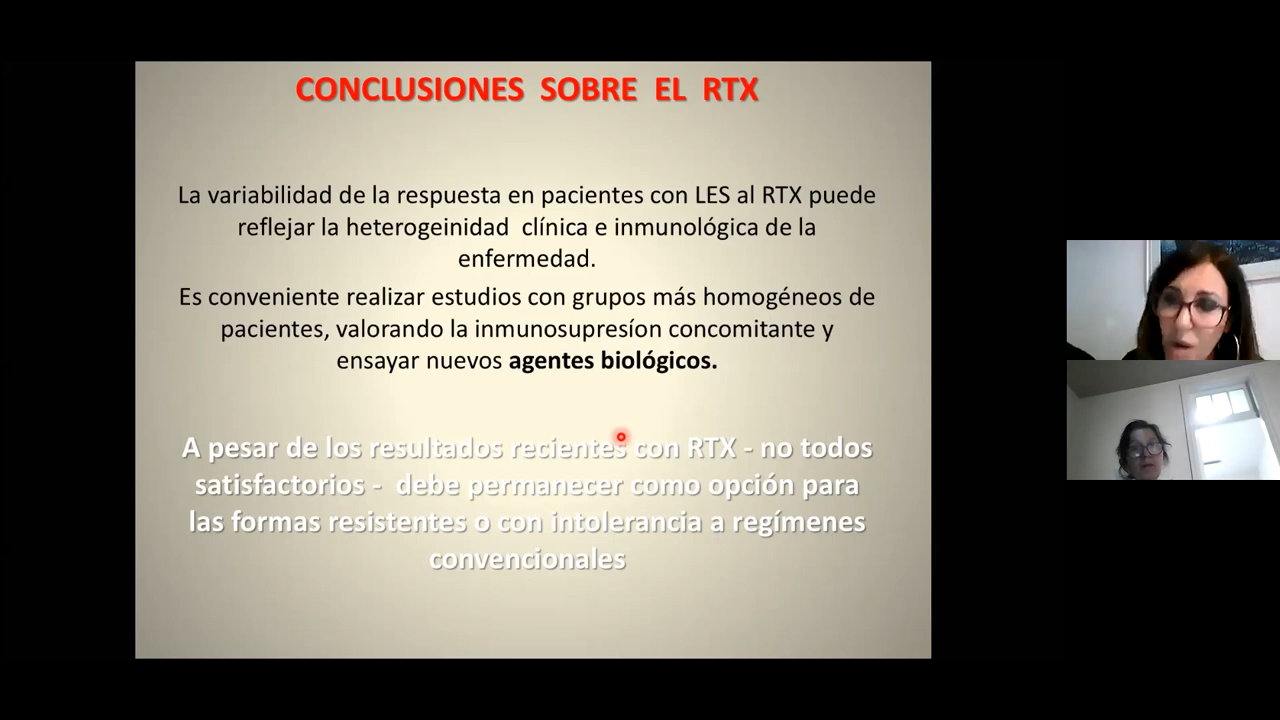 CONCLUSIONES SOBRE EL RTX
La variabilidad de la respuesta en pacientes con LES al RTX puede
reflejar la heterogeinidad clínica e inmunológica de la
enfermedad.
Es conveniente realizar estudios con grupos más homogéneos de
pacientes, valorando la inmunosupresíon concomitante y
ensayar nuevos agentes biológicos.
A pesar de los resultados recientes con RTX - no todos
satisfactorios - debe permanecer como opción para
las formas resistentes o con intolerancia a regímenes
convencionales